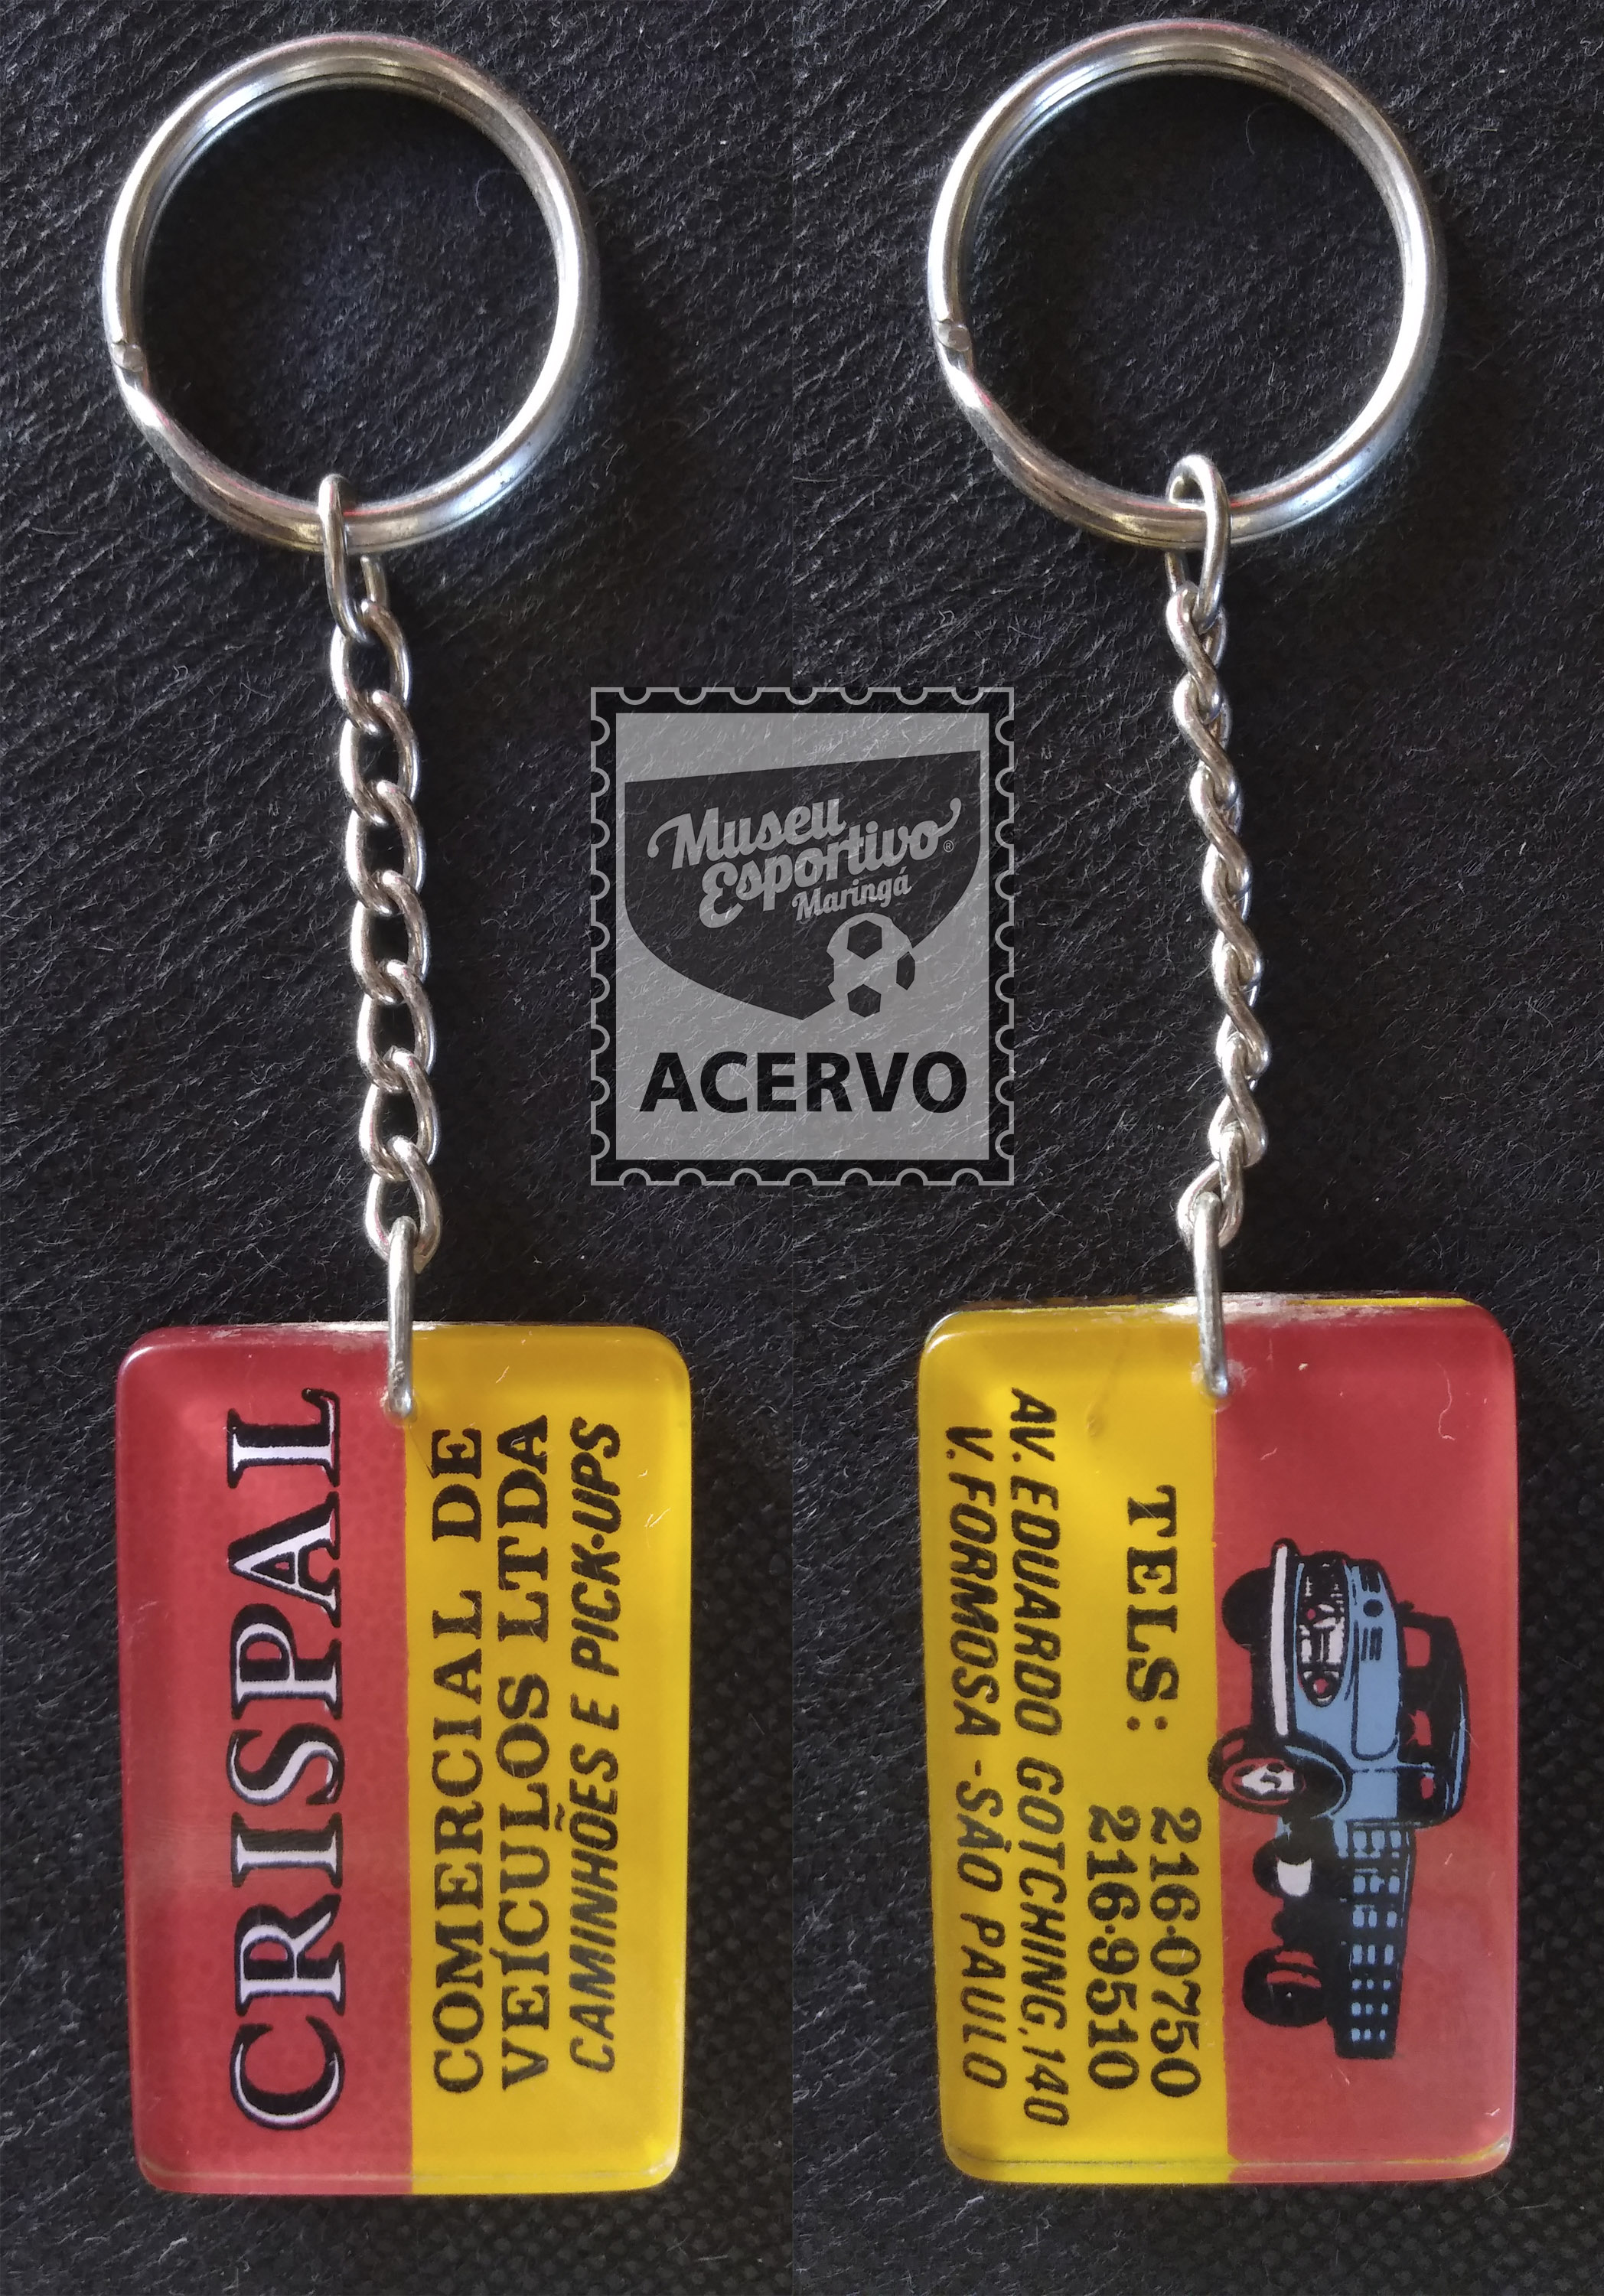 CRISPAL
COMERCIAL DE
VEÍCULOS LTDA
CAMINHÕES E PICK-UPS
Museu
Esportivo®
Maringá
ACERVO
TELS: 216-0750
216-9510
AV. EDUARDO GOTCHING,140
V.FORMOSA -SÃO PAULO